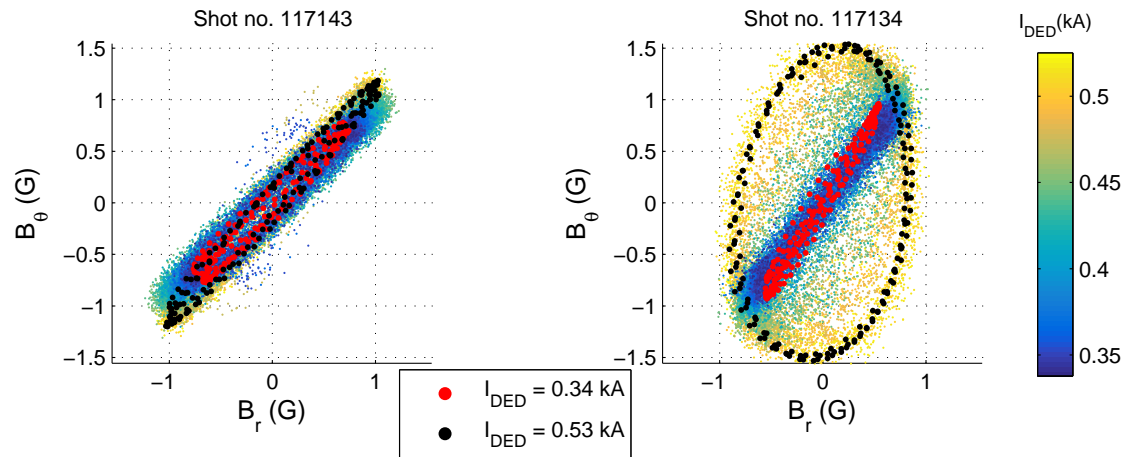 Shot no. 117143
Shot no. 117134
I_DED(kA)
1.5
1
0.5
0
−0.5
−1
−1.5
B_θ (G)
−1 0 1
B_r (G)
1.5
1
0.5
0
−0.5
−1
−1.5
B_θ (G)
−1 0 1
B_r (G)
0.5
0.45
0.4
0.35
I_DED = 0.34 kA
I_DED = 0.53 kA